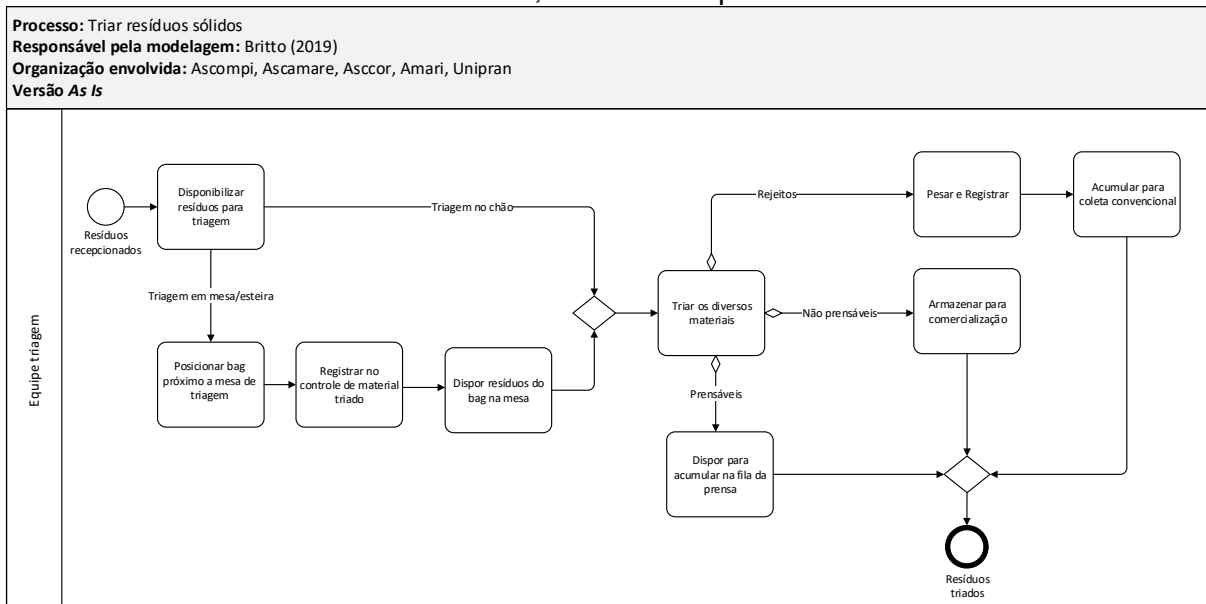 Processo: Triar resíduos sólidos
Responsável pela modelagem: Britto (2019)
Organização envolvida: Ascompi, Ascamare, Asccor, Amari, Unipran
Versão As Is
Equipe triagem
Resíduos
recepcionados
Disponibilizar
resíduos para
triagem
Triagem no chão
Triagem em mesa/esteira
Posicionar bag
próximo a mesa de
triagem
Registrar no
controle de material
triado
Dispor resíduos do
bag na mesa
Triar os diversos
materiais
Rejeitos
Pesar e Registrar
Acumular para
coleta convencional
Não prensáveis
Armazenar para
comercialização
Prensáveis
Dispor para
acumular na fila da
prensa
Resíduos
triados